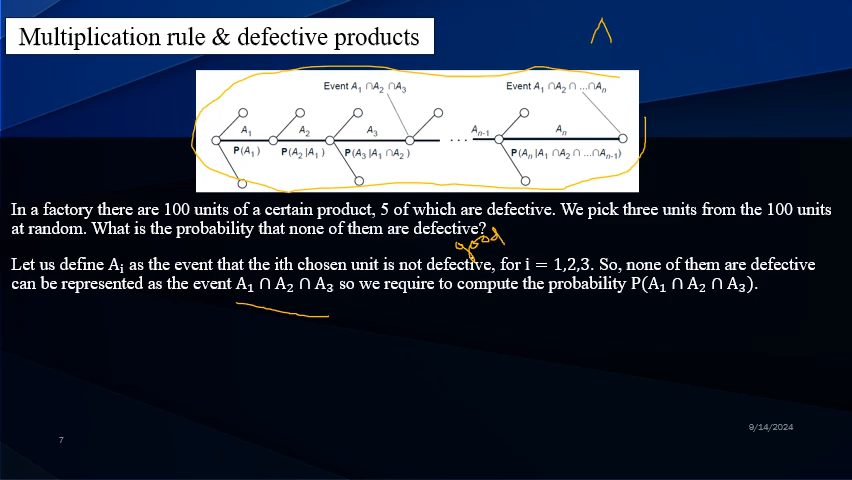 Multiplication rule & defective products
Event A₁ ∩A₂ ∩A₃ Event A₁ ∩A₂ ∩ ...∩Aₙ
A₁ A₂ A₃ . . . Aₙ₋₁ Aₙ
P(A₁ ) P(A₂ |A₁ ) P(A₃ |A₁ ∩A₂ ) P(Aₙ |A₁ ∩A₂ ∩ ...∩Aₙ₋₁)
In a factory there are 100 units of a certain product, 5 of which are defective. We pick three units from the 100 units
at random. What is the probability that none of them are defective?
good
Let us define Aᵢ as the event that the ith chosen unit is not defective, for i = 1,2,3. So, none of them are defective
can be represented as the event A₁ ∩ A₂ ∩ A₃ so we require to compute the probability P(A₁ ∩ A₂ ∩ A₃).
9/14/2024
7